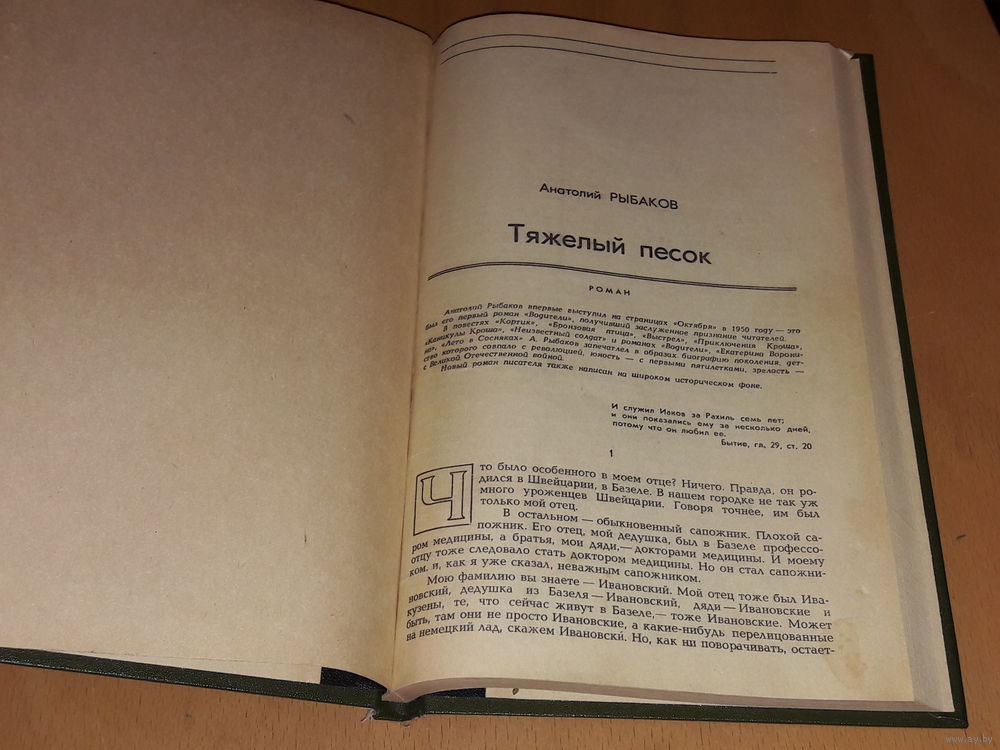 Анатолий РЫБАКОВ
Тяжелый песок
РОМАН
Анатолий Рыбаков впервые выступил на страницах «Октября» в 1950 году — это
был его первый роман «Водители», получивший заслуженное признание читателей.
В повестях «Кортик», «Бронзовая птица», «Выстрел», «Приключения Кроша»,
«Каникулы Кроша», «Неизвестный солдат» и романах «Водители», «Екатерина Ворони-
на», «Лето в Сосняках» А. Рыбаков запечатлел в образах биографию поколения, дет-
ство которого совпало с революцией, юность — с первыми пятилетками, зрелость —
с Великой Отечественной войной.
Новый роман писателя также написан на широком историческом фоне.
И служил Иаков за Рахиль семь лет;
и они показались ему за несколько дней,
потому что он любил ее.
Бытие, гл. 29, ст. 20
1
Что было особенного в моем отце? Ничего. Правда, он ро-
дился в Швейцарии, в Базеле. В нашем городке не так уж
много уроженцев Швейцарии. Говоря точнее, им был
только мой отец.
В остальном — обыкновенный сапожник. Плохой са-
пожник. Его отец, мой дедушка, был в Базеле профессо-
ром медицины, а братья, мои дяди,— докторами медицины. И моему
отцу тоже следовало стать доктором медицины. Но он стал сапожни-
ком, и, как я уже сказал, неважным сапожником.
Мою фамилию вы знаете — Ивановский. Мой отец тоже был Ива-
новский, дедушка из Базеля — Ивановский, дяди — Ивановские и
кузены, те, что сейчас живут в Базеле,— тоже Ивановские. Может
быть, там они не просто Ивановские, а какие-нибудь перелицованные
на немецкий лад, скажем Ивановски́. Но, как ни поворачивать, остает-
www.ay.by